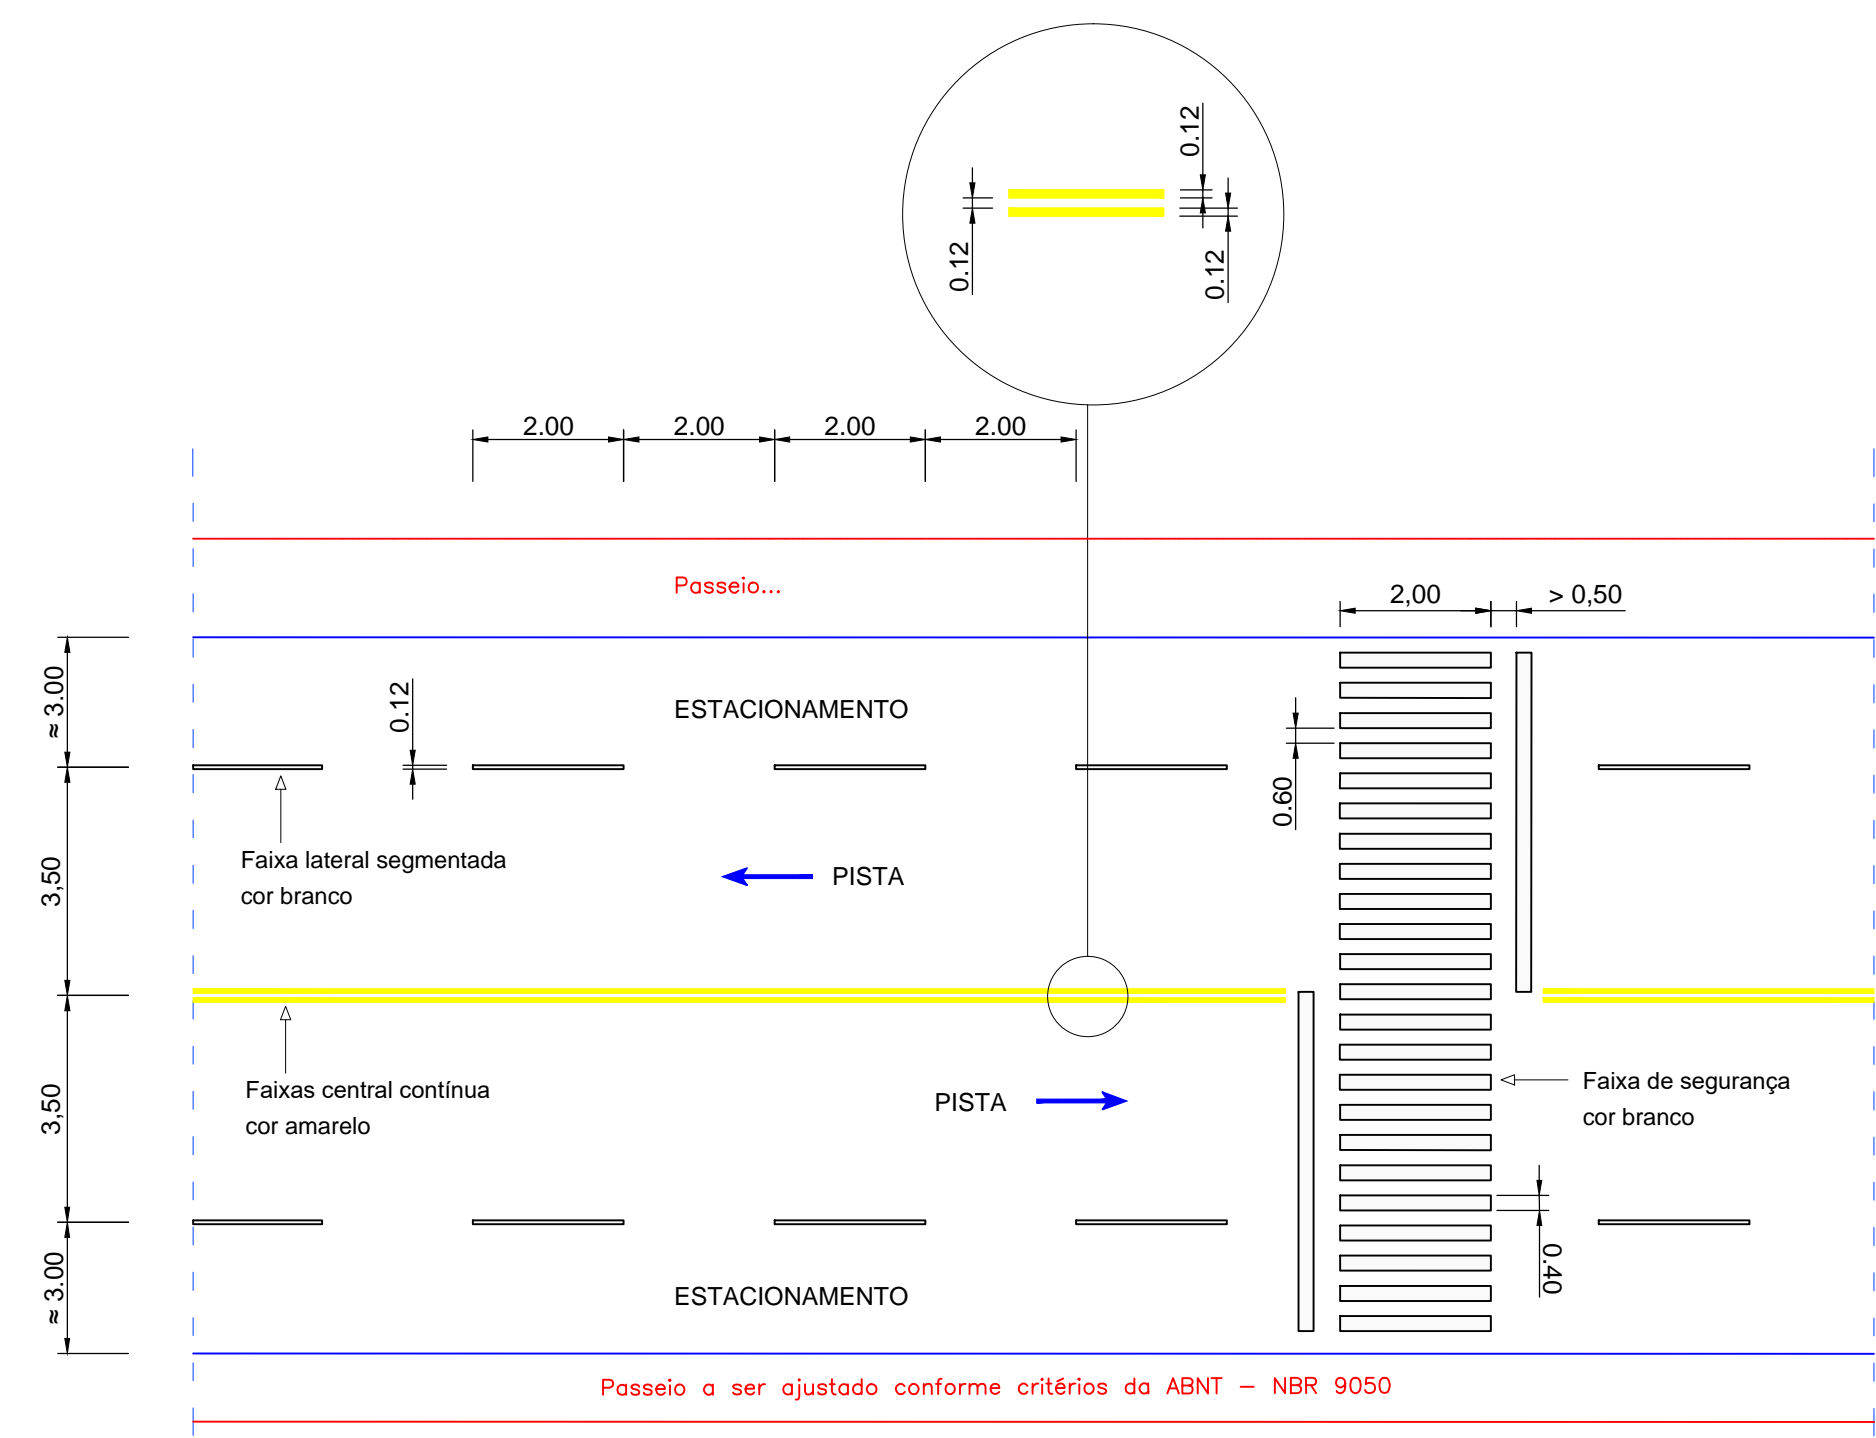 0.12
0.12
0.12
2.00
2.00
2.00
2.00
Passeio...
2,00
> 0,50
≈ 3.00
0.12
ESTACIONAMENTO
0.60
Faixa lateral segmentada
cor branco
3,50
PISTA
Faixas central contínua
cor amarelo
3,50
PISTA
Faixa de segurança
cor branco
0.40
≈ 3.00
ESTACIONAMENTO
Passeio a ser ajustado conforme critérios da ABNT – NBR 9050